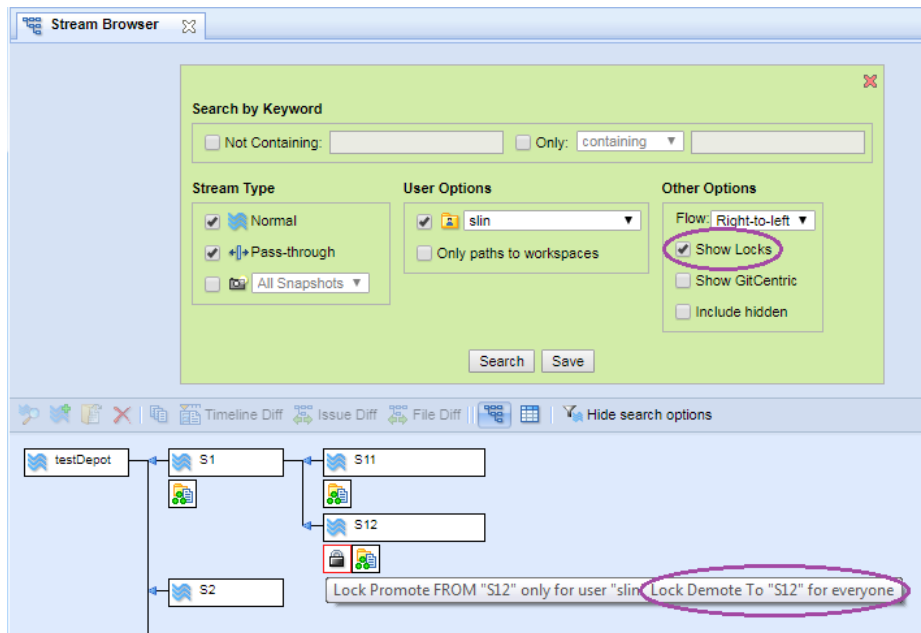 Stream Browser
Search by Keyword
Not Containing: Only: containing
Stream Type User Options Other Options
Normal slin Flow: Right-to-left
Pass-through Only paths to workspaces Show Locks
All Snapshots Show GitCentric
Include hidden
Search Save
Timeline Diff Issue Diff File Diff Hide search options
testDepot S1 S11
S12
S2 Lock Promote FROM "S12" only for user "slin Lock Demote To "S12" for everyone